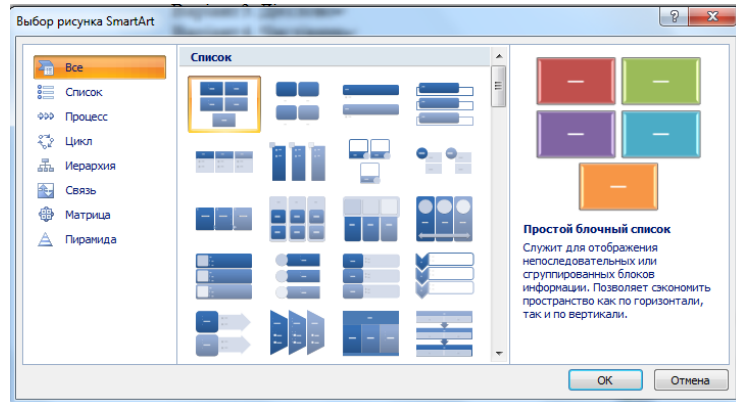 Выбор рисунка SmartArt
Все
Список
Процесс
Цикл
Иерархия
Связь
Матрица
Пирамида
Список
Простой блочный список
Служит для отображения
непоследовательных или
сгруппированных блоков
информации. Позволяет сэкономить
пространство как по горизонтали,
так и по вертикали.
ОК
Отмена